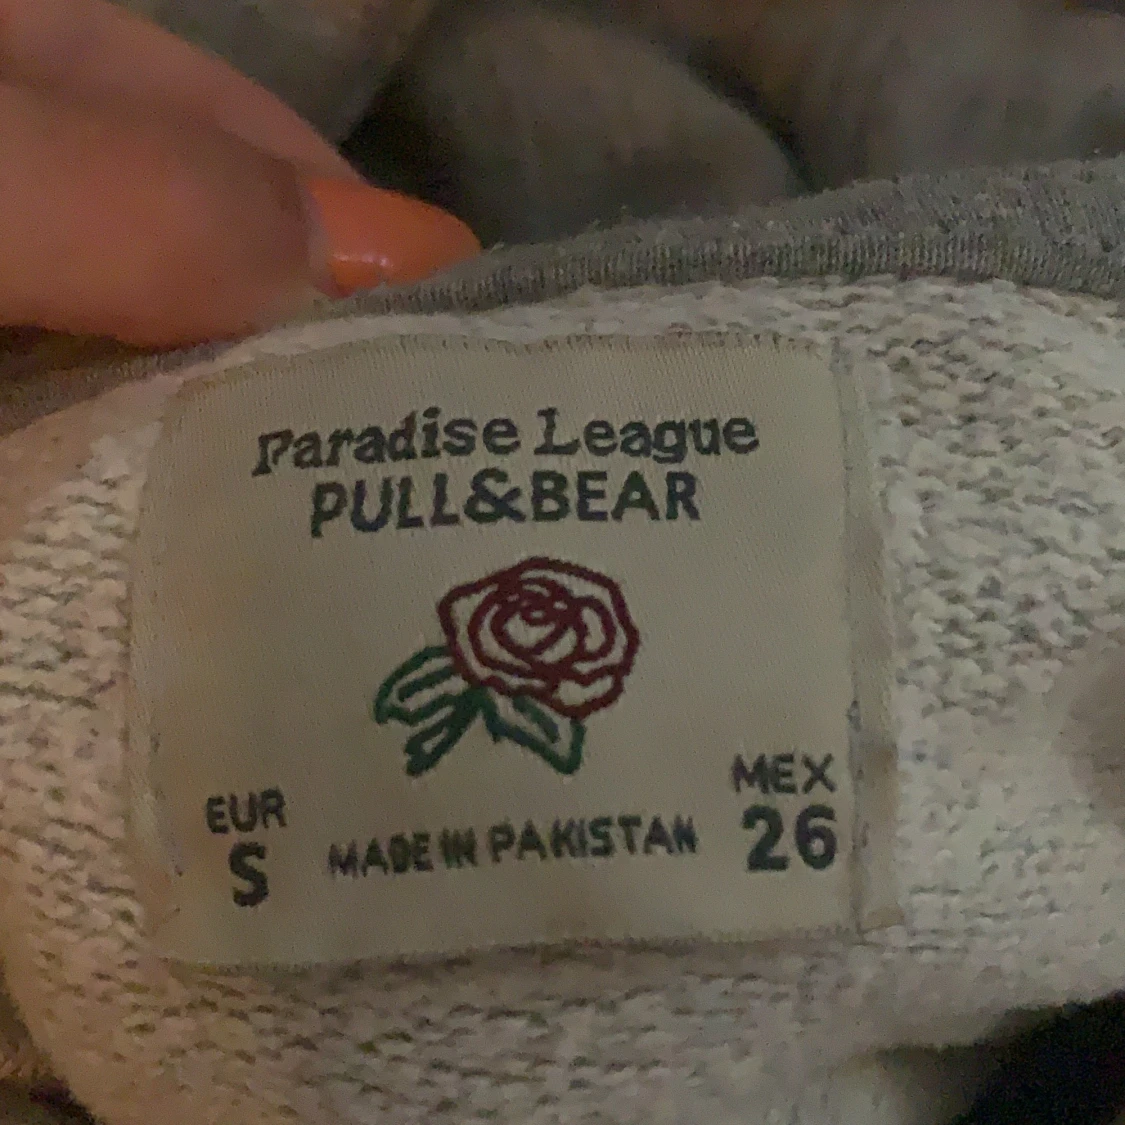 Paradise League
PULL&BEAR
EUR
S
MADE IN PAKISTAN
MEX
26